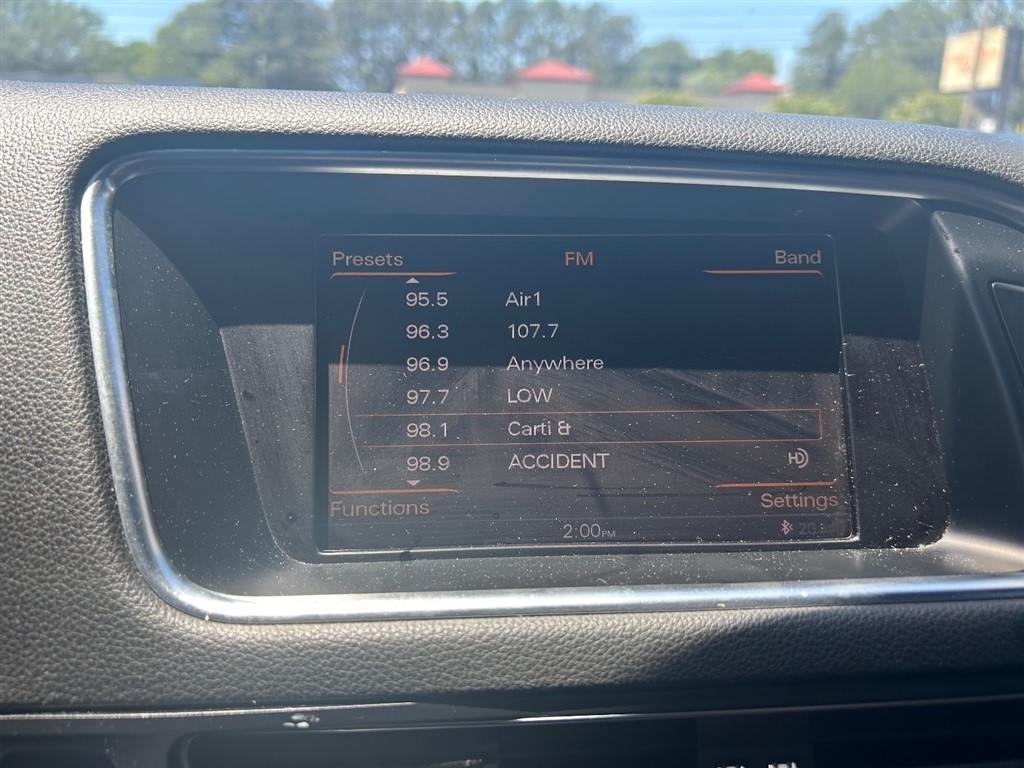 Presets FM Band
95.5 Air1
96.3 107.7
96.9 Anywhere
97.7 LOW
98.1 Carti &
98.9 ACCIDENT HD
Functions Settings
2:00PM 2G